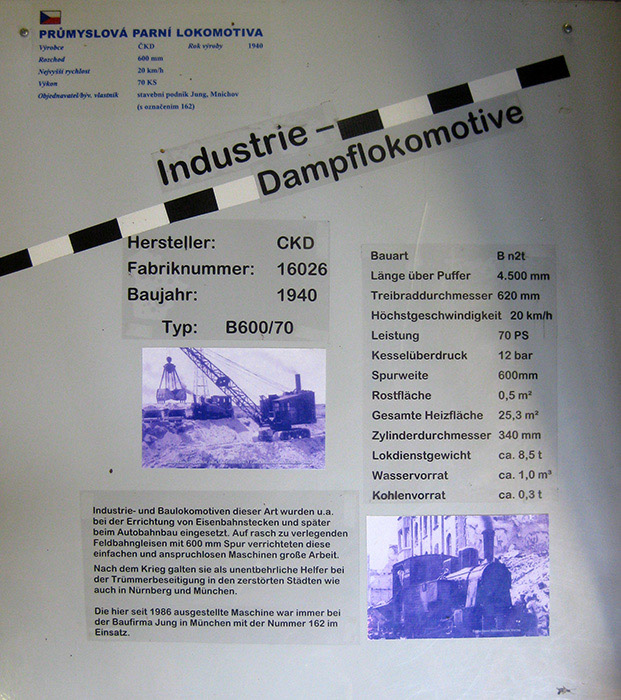 PRŮMYSLOVÁ PARNÍ LOKOMOTIVA
Výrobce ČKD Rok výroby 1940
Rozchod 600 mm
Nejvyšší rychlost 20 km/h
Výkon 70 KS
Objednavatel/býv. vlastník stavební podnik Jung, Mnichov
(s označením 162)
Industrie –
Dampflokomotive
Hersteller: CKD
Fabriknummer: 16026
Baujahr: 1940
Typ: B600/70
Bauart B n2t
Länge über Puffer 4.500 mm
Treibraddurchmesser 620 mm
Höchstgeschwindigkeit 20 km/h
Leistung 70 PS
Kesselüberdruck 12 bar
Spurweite 600mm
Rostfläche 0,5 m²
Gesamte Heizfläche 25,3 m²
Zylinderdurchmesser 340 mm
Lokdienstgewicht ca. 8,5 t
Wasservorrat ca. 1,0 m³
Kohlenvorrat ca. 0,3 t
Industrie- und Baulokomotiven dieser Art wurden u.a.
bei der Errichtung von Eisenbahnstecken und später
beim Autobahnbau eingesetzt. Auf rasch zu verlegenden
Feldbahngleisen mit 600 mm Spur verrichteten diese
einfachen und anspruchlosen Maschinen große Arbeit.
Nach dem Krieg galten sie als unentbehrliche Helfer bei
der Trümmerbeseitigung in den zerstörten Städten wie
auch in Nürnberg und München.
Die hier seit 1986 ausgestellte Maschine war immer bei
der Baufirma Jung in München mit der Nummer 162 im
Einsatz.